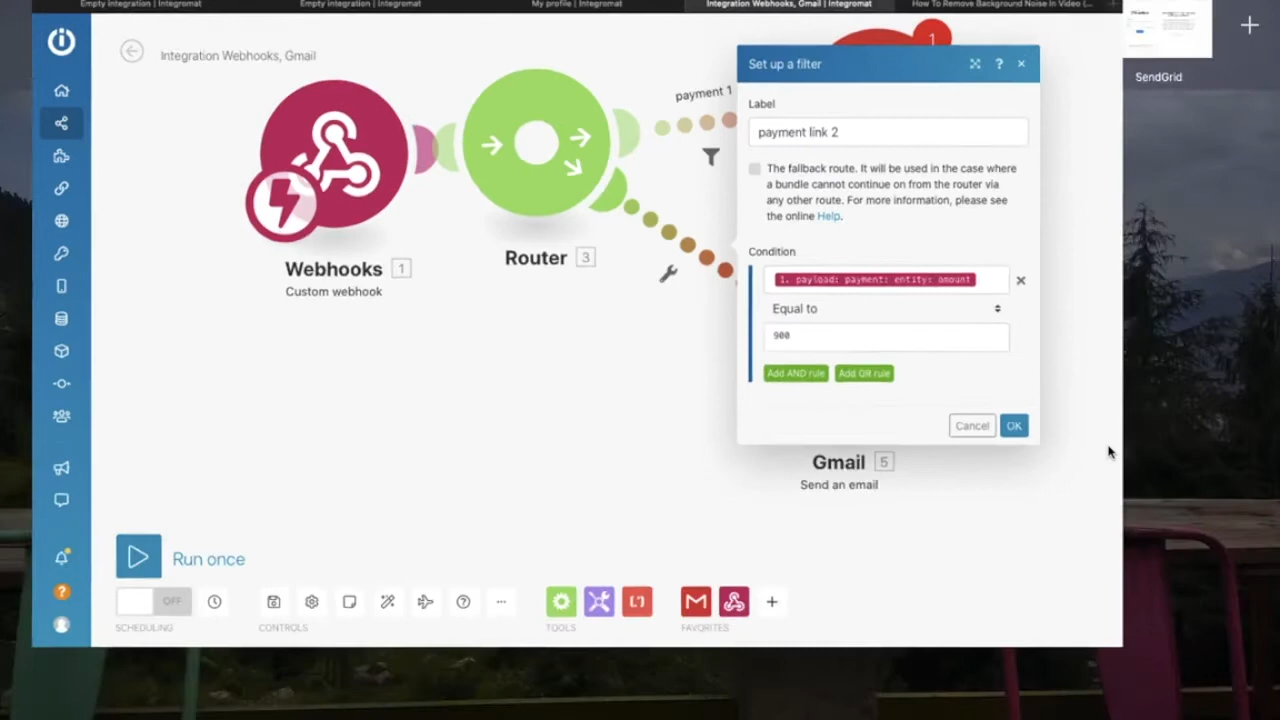 Empty integration | Integromat
Empty integration | Integromat
My profile | Integromat
Integration Webhooks, Gmail | Integromat
How To Remove Background Noise In Video (...
SendGrid
Integration Webhooks, Gmail
1
payment 1
Set up a filter
?
Label
payment link 2
The fallback route. It will be used in the case where
a bundle cannot continue on from the router via
any other route. For more information, please see
the online Help.
Condition
1. payload: payment: entity: amount
Equal to
900
Add AND rule
Add OR rule
Cancel
OK
Webhooks 1
Custom webhook
Router 3
Gmail 5
Send an email
Run once
OFF
SCHEDULING
CONTROLS
TOOLS
FAVORITES